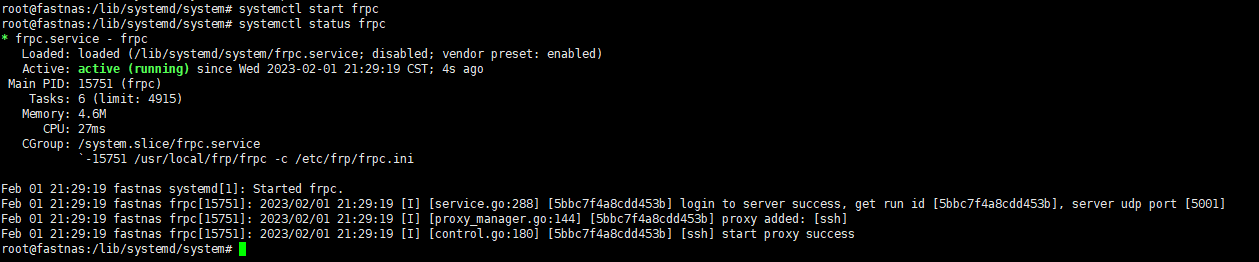 root@fastnas:/lib/systemd/system# systemctl start frpc
root@fastnas:/lib/systemd/system# systemctl status frpc
* frpc.service - frpc
   Loaded: loaded (/lib/systemd/system/frpc.service; disabled; vendor preset: enabled)
   Active: active (running) since Wed 2023-02-01 21:29:19 CST; 4s ago
 Main PID: 15751 (frpc)
    Tasks: 6 (limit: 4915)
   Memory: 4.6M
      CPU: 27ms
   CGroup: /system.slice/frpc.service
           `-15751 /usr/local/frp/frpc -c /etc/frp/frpc.ini
Feb 01 21:29:19 fastnas systemd[1]: Started frpc.
Feb 01 21:29:19 fastnas frpc[15751]: 2023/02/01 21:29:19 [I] [service.go:288] [5bbc7f4a8cdd453b] login to server success, get run id [5bbc7f4a8cdd453b], server udp port [5001]
Feb 01 21:29:19 fastnas frpc[15751]: 2023/02/01 21:29:19 [I] [proxy_manager.go:144] [5bbc7f4a8cdd453b] proxy added: [ssh]
Feb 01 21:29:19 fastnas frpc[15751]: 2023/02/01 21:29:19 [I] [control.go:180] [5bbc7f4a8cdd453b] [ssh] start proxy success
root@fastnas:/lib/systemd/system#